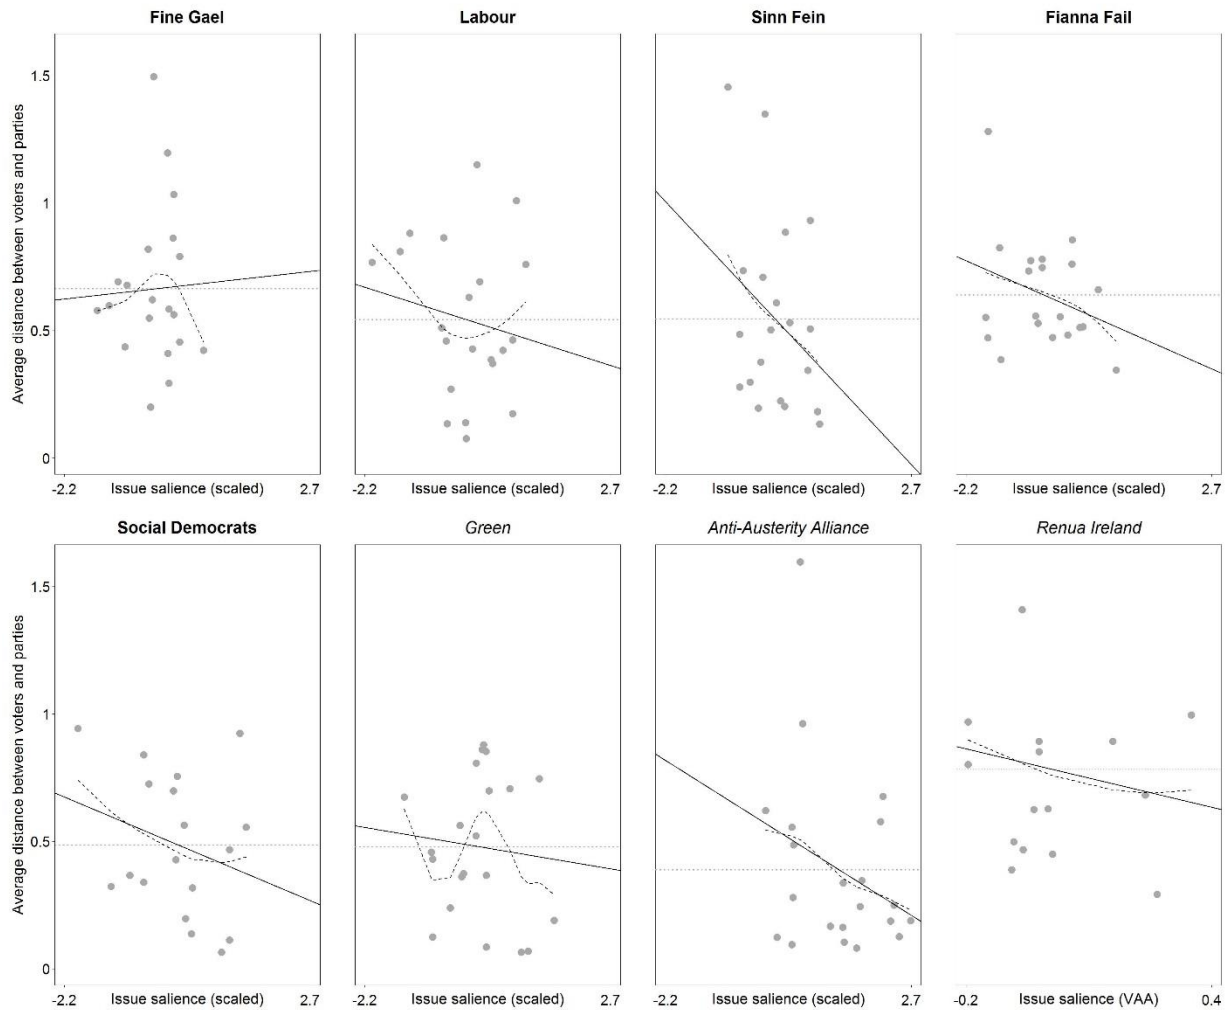 Fine Gael
Labour
Sinn Fein
Fianna Fail
Average distance between voters and parties
1.5
1
0.5
0
-2.2 Issue salience (scaled) 2.7
-2.2 Issue salience (scaled) 2.7
-2.2 Issue salience (scaled) 2.7
-2.2 Issue salience (scaled) 2.7
Social Democrats
Green
Anti-Austerity Alliance
Renua Ireland
Average distance between voters and parties
1.5
1
0.5
0
-2.2 Issue salience (scaled) 2.7
-2.2 Issue salience (scaled) 2.7
-2.2 Issue salience (scaled) 2.7
-0.2 Issue salience (VAA) 0.4